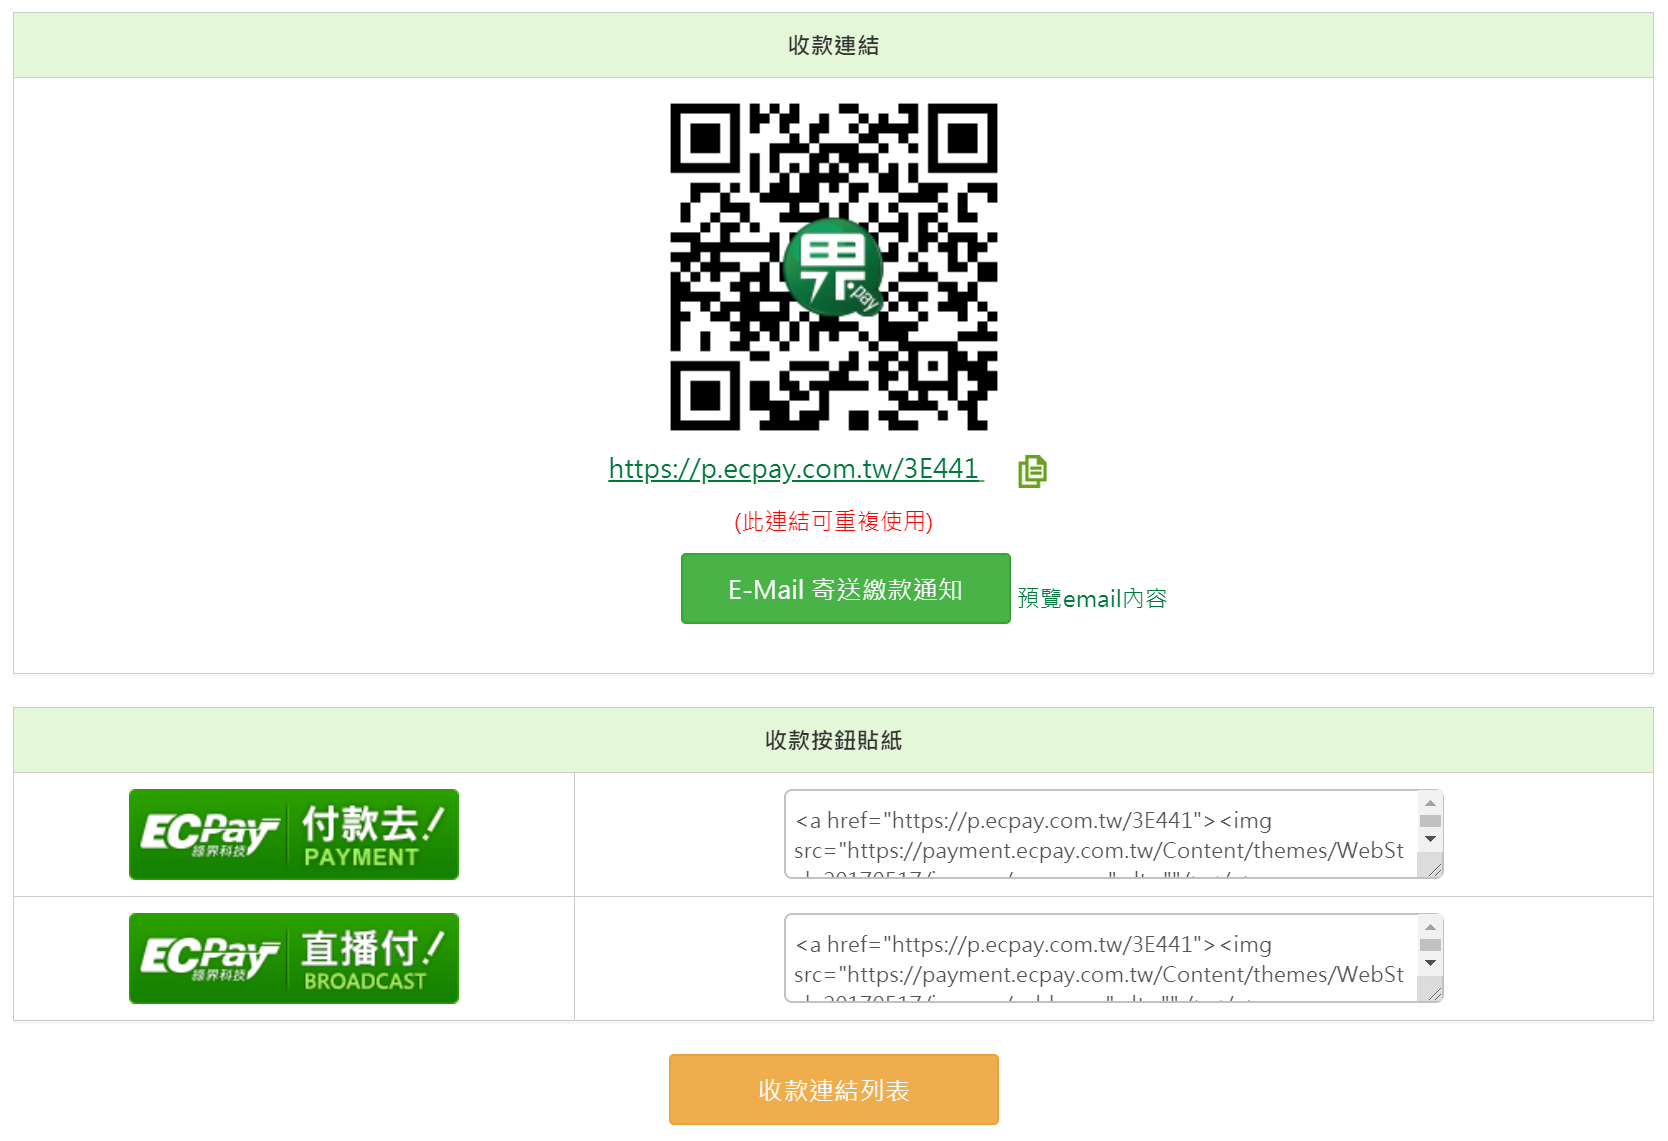 收款連結
界
pay
https://p.ecpay.com.tw/3E441
(此連結可重複使用)
E-Mail 寄送繳款通知
預覽email內容
收款按鈕貼紙
ECPay
綠界科技
付款去!
PAYMENT
<a href="https://p.ecpay.com.tw/3E441"><img
src="https://payment.ecpay.com.tw/Content/themes/WebSt
ECPay
綠界科技
直播付!
BROADCAST
<a href="https://p.ecpay.com.tw/3E441"><img
src="https://payment.ecpay.com.tw/Content/themes/WebSt
收款連結列表